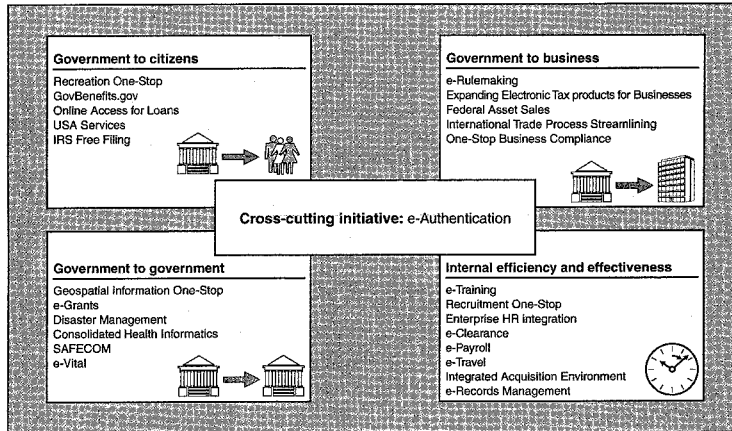 Government to citizens
Recreation One-Stop
GovBenefits.gov
Online Access for Loans
USA Services
IRS Free Filing
Government to business
e-Rulemaking
Expanding Electronic Tax products for Businesses
Federal Asset Sales
International Trade Process Streamlining
One-Stop Business Compliance
Cross-cutting initiative: e-Authentication
Government to government
Geospatial Information One-Stop
e-Grants
Disaster Management
Consolidated Health Informatics
SAFECOM
e-Vital
Internal efficiency and effectiveness
e-Training
Recruitment One-Stop
Enterprise HR integration
e-Clearance
e-Payroll
e-Travel
Integrated Acquisition Environment
e-Records Management